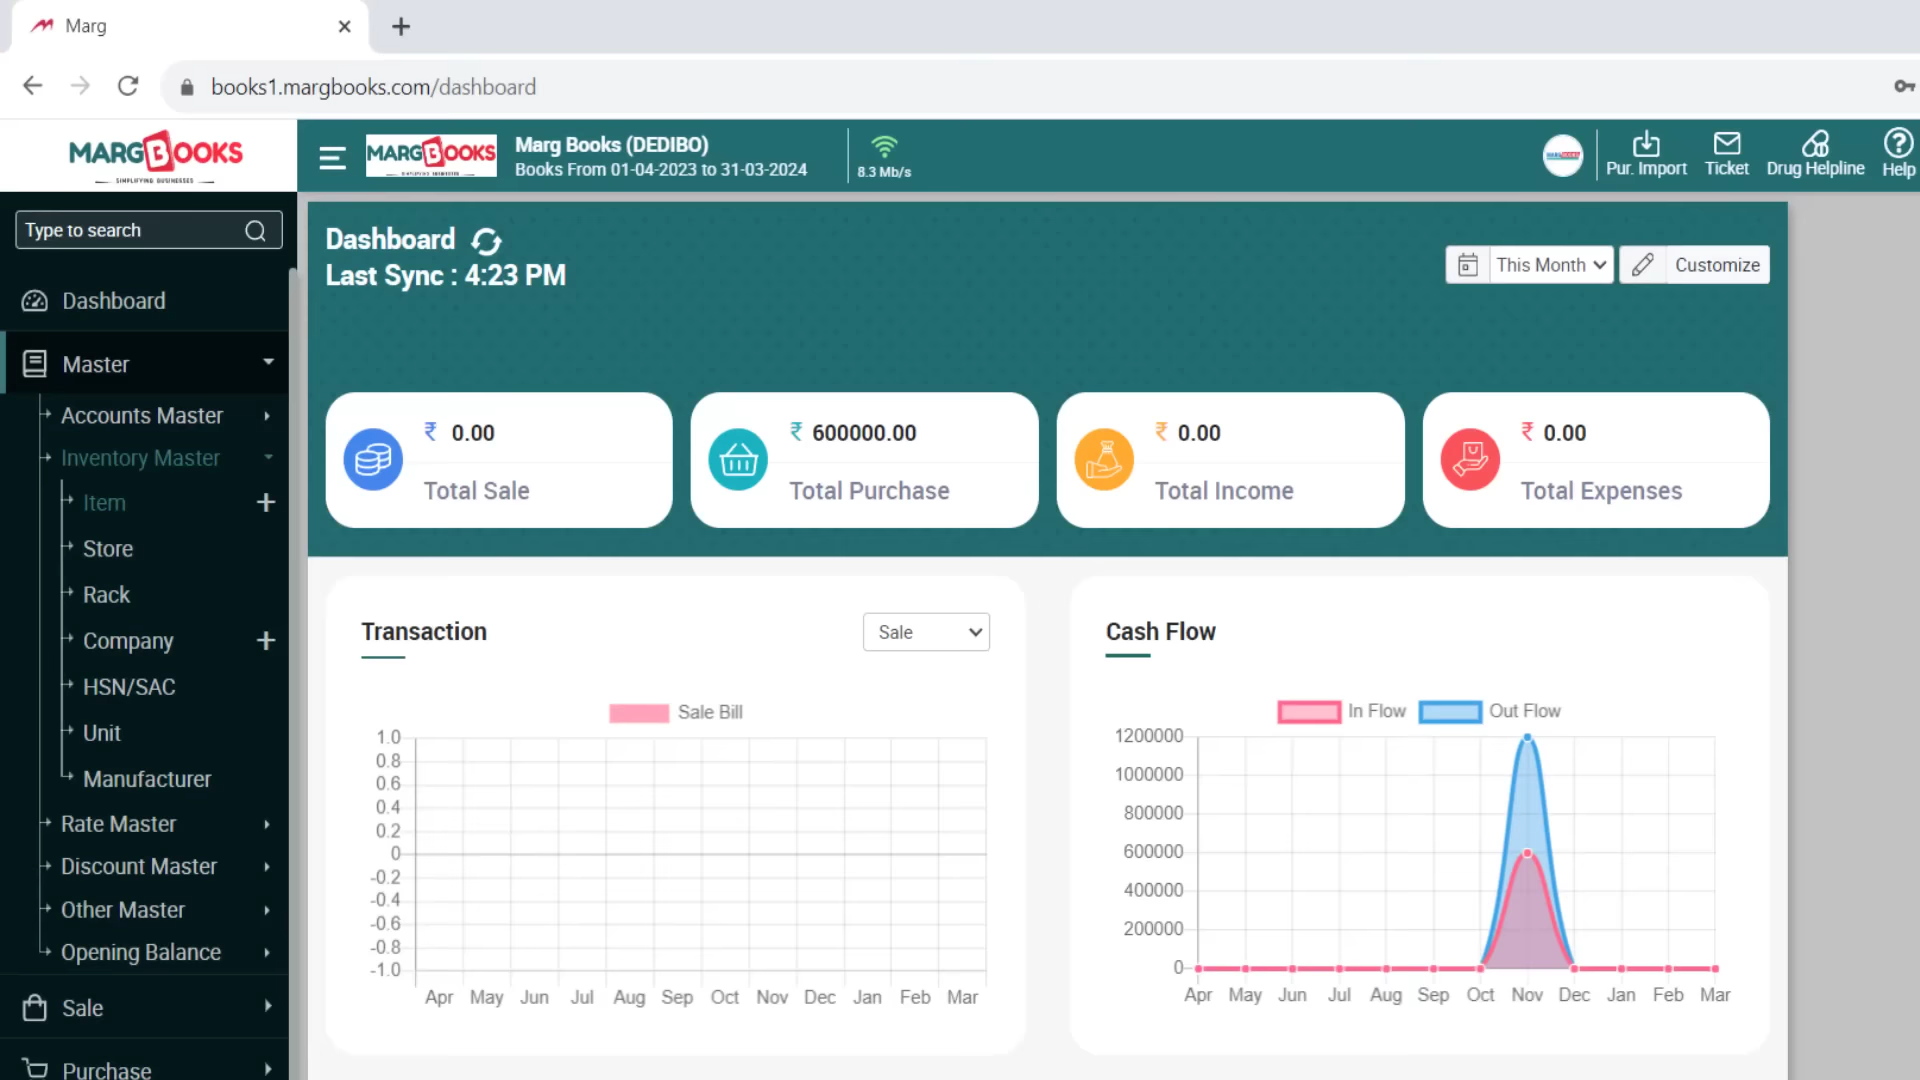 Marg
books1.margbooks.com/dashboard
MARG BOOKS
SIMPLIFYING BUSINESSES
MARG BOOKS
Marg Books (DEDIBO)
Books From 01-04-2023 to 31-03-2024
8.3 Mb/s
Pur. Import
Ticket
Drug Helpline
Help
Type to search
Dashboard
Master
Accounts Master
Inventory Master
Item
Store
Rack
Company
HSN/SAC
Unit
Manufacturer
Rate Master
Discount Master
Other Master
Opening Balance
Sale
Purchase
Dashboard
Last Sync : 4:23 PM
This Month
Customize
₹ 0.00
Total Sale
₹ 600000.00
Total Purchase
₹ 0.00
Total Income
₹ 0.00
Total Expenses
Transaction
Sale
Sale Bill
1.0
0.8
0.6
0.4
0.2
0
-0.2
-0.4
-0.6
-0.8
-1.0
Apr May Jun Jul Aug Sep Oct Nov Dec Jan Feb Mar
Cash Flow
In Flow Out Flow
1200000
1000000
800000
600000
400000
200000
0
Apr May Jun Jul Aug Sep Oct Nov Dec Jan Feb Mar